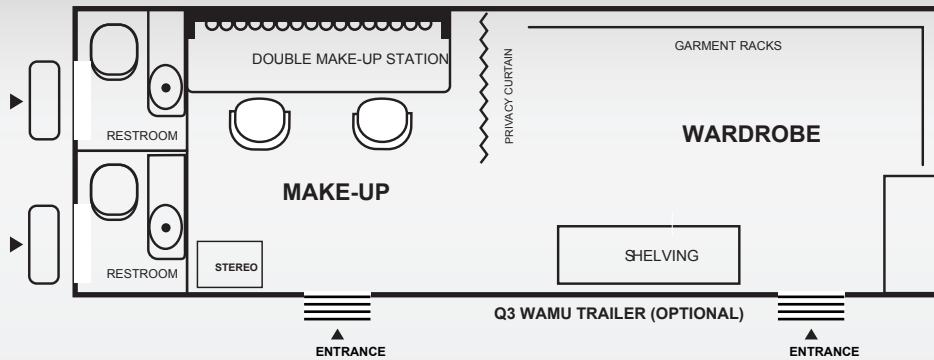 DOUBLE MAKE-UP STATION
GARMENT RACKS
PRIVACY CURTAIN
RESTROOM
WARDROBE
MAKE-UP
SHELVING
STEREO
RESTROOM
Q3 WAMU TRAILER (OPTIONAL)
ENTRANCE
ENTRANCE